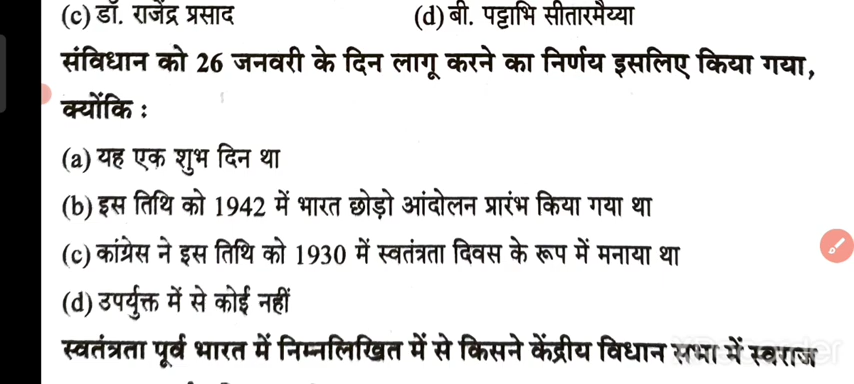 (c) डॉ. राजेंद्र प्रसाद (d) बी. पट्टाभि सीतारमैय्या
संविधान को 26 जनवरी के दिन लागू करने का निर्णय इसलिए किया गया,
क्योंकि :
(a) यह एक शुभ दिन था
(b) इस तिथि को 1942 में भारत छोड़ो आंदोलन प्रारंभ किया गया था
(c) कांग्रेस ने इस तिथि को 1930 में स्वतंत्रता दिवस के रूप में मनाया था
(d) उपर्युक्त में से कोई नहीं
स्वतंत्रता पूर्व भारत में निम्नलिखित में से किसने केंद्रीय विधान सभा में स्वराज